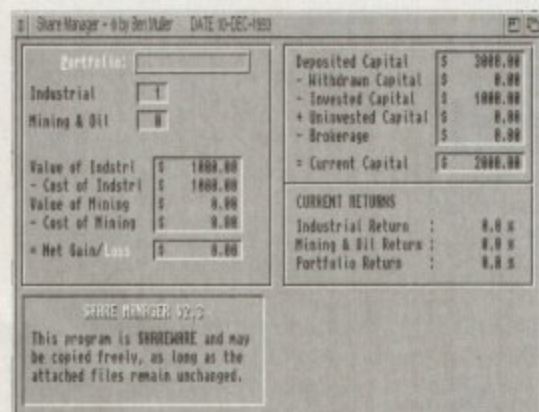 Share Manager - © by Ben Muller DATE 10-DEC-1993
Portfolio:
Industrial 1
Mining & Oil 0
Value of Indstrl $ 1000.00
- Cost of Indstrl $ 1000.00
Value of Mining $ 0.00
- Cost of Mining $ 0.00
= Net Gain/Loss $ 0.00
Deposited Capital $ 3000.00
- Withdrawn Capital $ 0.00
- Invested Capital $ 1000.00
+ Uninvested Capital $ 0.00
- Brokerage $ 0.00
= Current Capital $ 2000.00
CURRENT RETURNS
Industrial Return : 0.0 %
Mining & Oil Return : 0.0 %
Portfolio Return : 0.0 %
SHARE MANAGER V2.3
This program is SHAREWARE and may
be copied freely, as long as the
attached files remain unchanged.